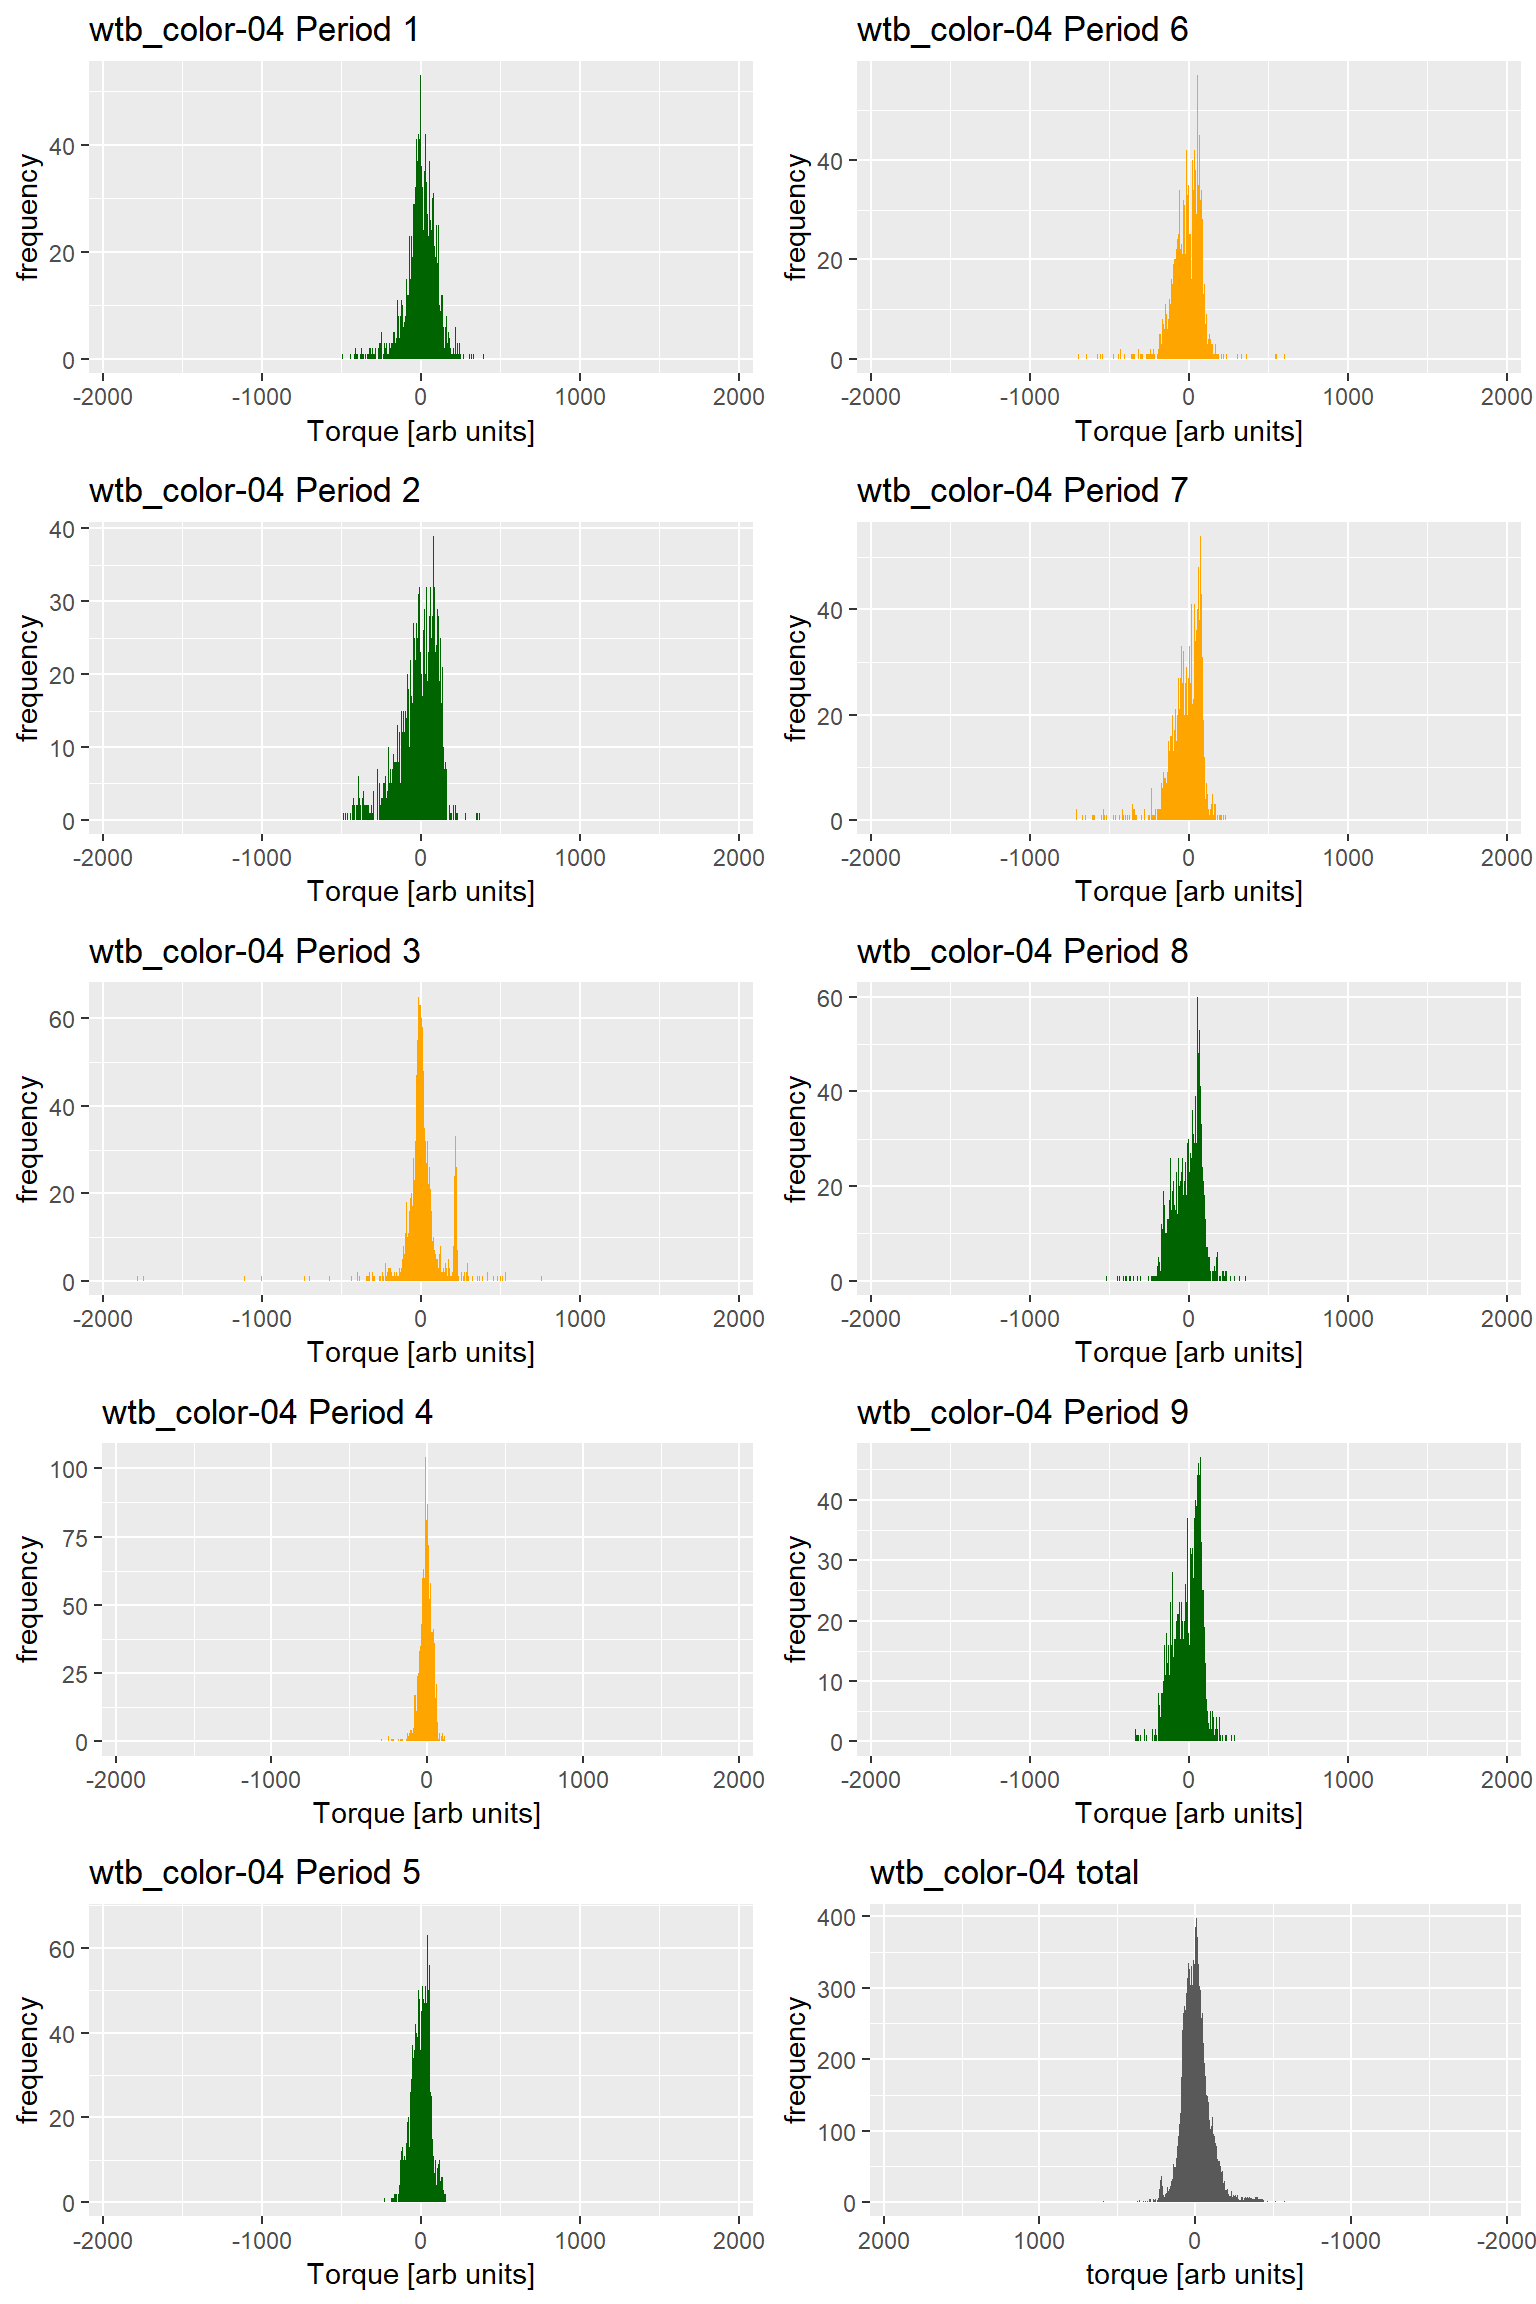 wtb_color-04 Period 1
frequency
40
20
0
-2000 -1000 0 1000 2000
Torque [arb units]
wtb_color-04 Period 2
frequency
40
30
20
10
0
-2000 -1000 0 1000 2000
Torque [arb units]
wtb_color-04 Period 3
frequency
60
40
20
0
-2000 -1000 0 1000 2000
Torque [arb units]
wtb_color-04 Period 4
frequency
100
75
50
25
0
-2000 -1000 0 1000 2000
Torque [arb units]
wtb_color-04 Period 5
frequency
60
40
20
0
-2000 -1000 0 1000 2000
Torque [arb units]
wtb_color-04 Period 6
frequency
40
20
0
-2000 -1000 0 1000 2000
Torque [arb units]
wtb_color-04 Period 7
frequency
40
20
0
-2000 -1000 0 1000 2000
Torque [arb units]
wtb_color-04 Period 8
frequency
60
40
20
0
-2000 -1000 0 1000 2000
Torque [arb units]
wtb_color-04 Period 9
frequency
40
30
20
10
0
-2000 -1000 0 1000 2000
Torque [arb units]
wtb_color-04 total
frequency
400
300
200
100
0
2000 1000 0 -1000 -2000
torque [arb units]